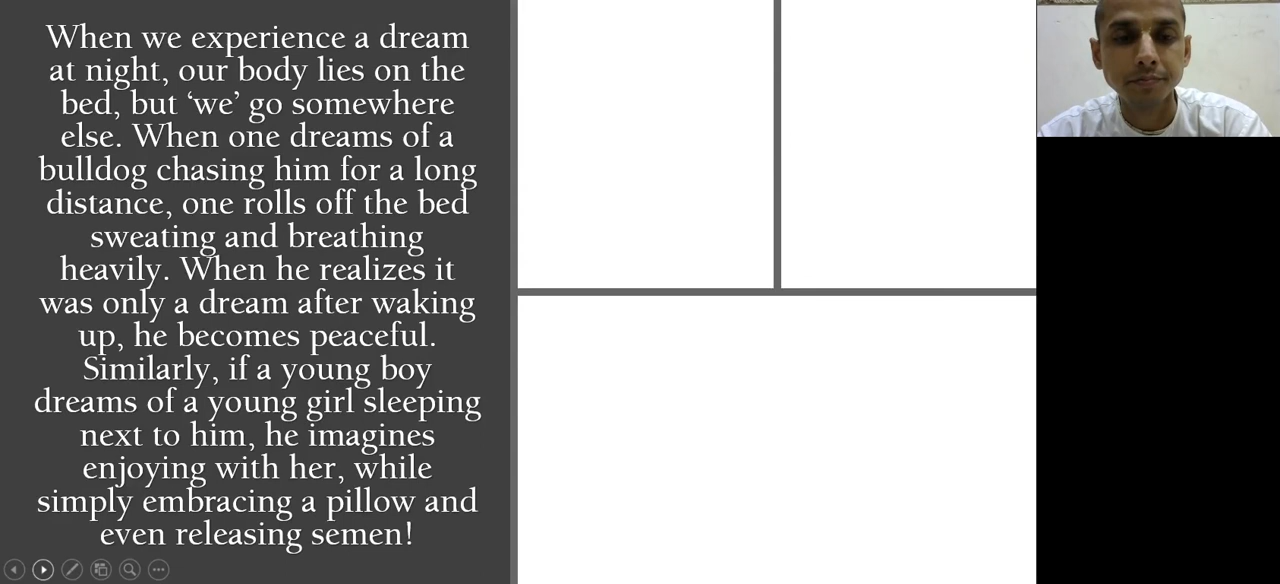 When we experience a dream
at night, our body lies on the
bed, but ‘we’ go somewhere
else. When one dreams of a
bulldog chasing him for a long
distance, one rolls off the bed
sweating and breathing
heavily. When he realizes it
was only a dream after waking
up, he becomes peaceful.
Similarly, if a young boy
dreams of a young girl sleeping
next to him, he imagines
enjoying with her, while
simply embracing a pillow and
even releasing semen!